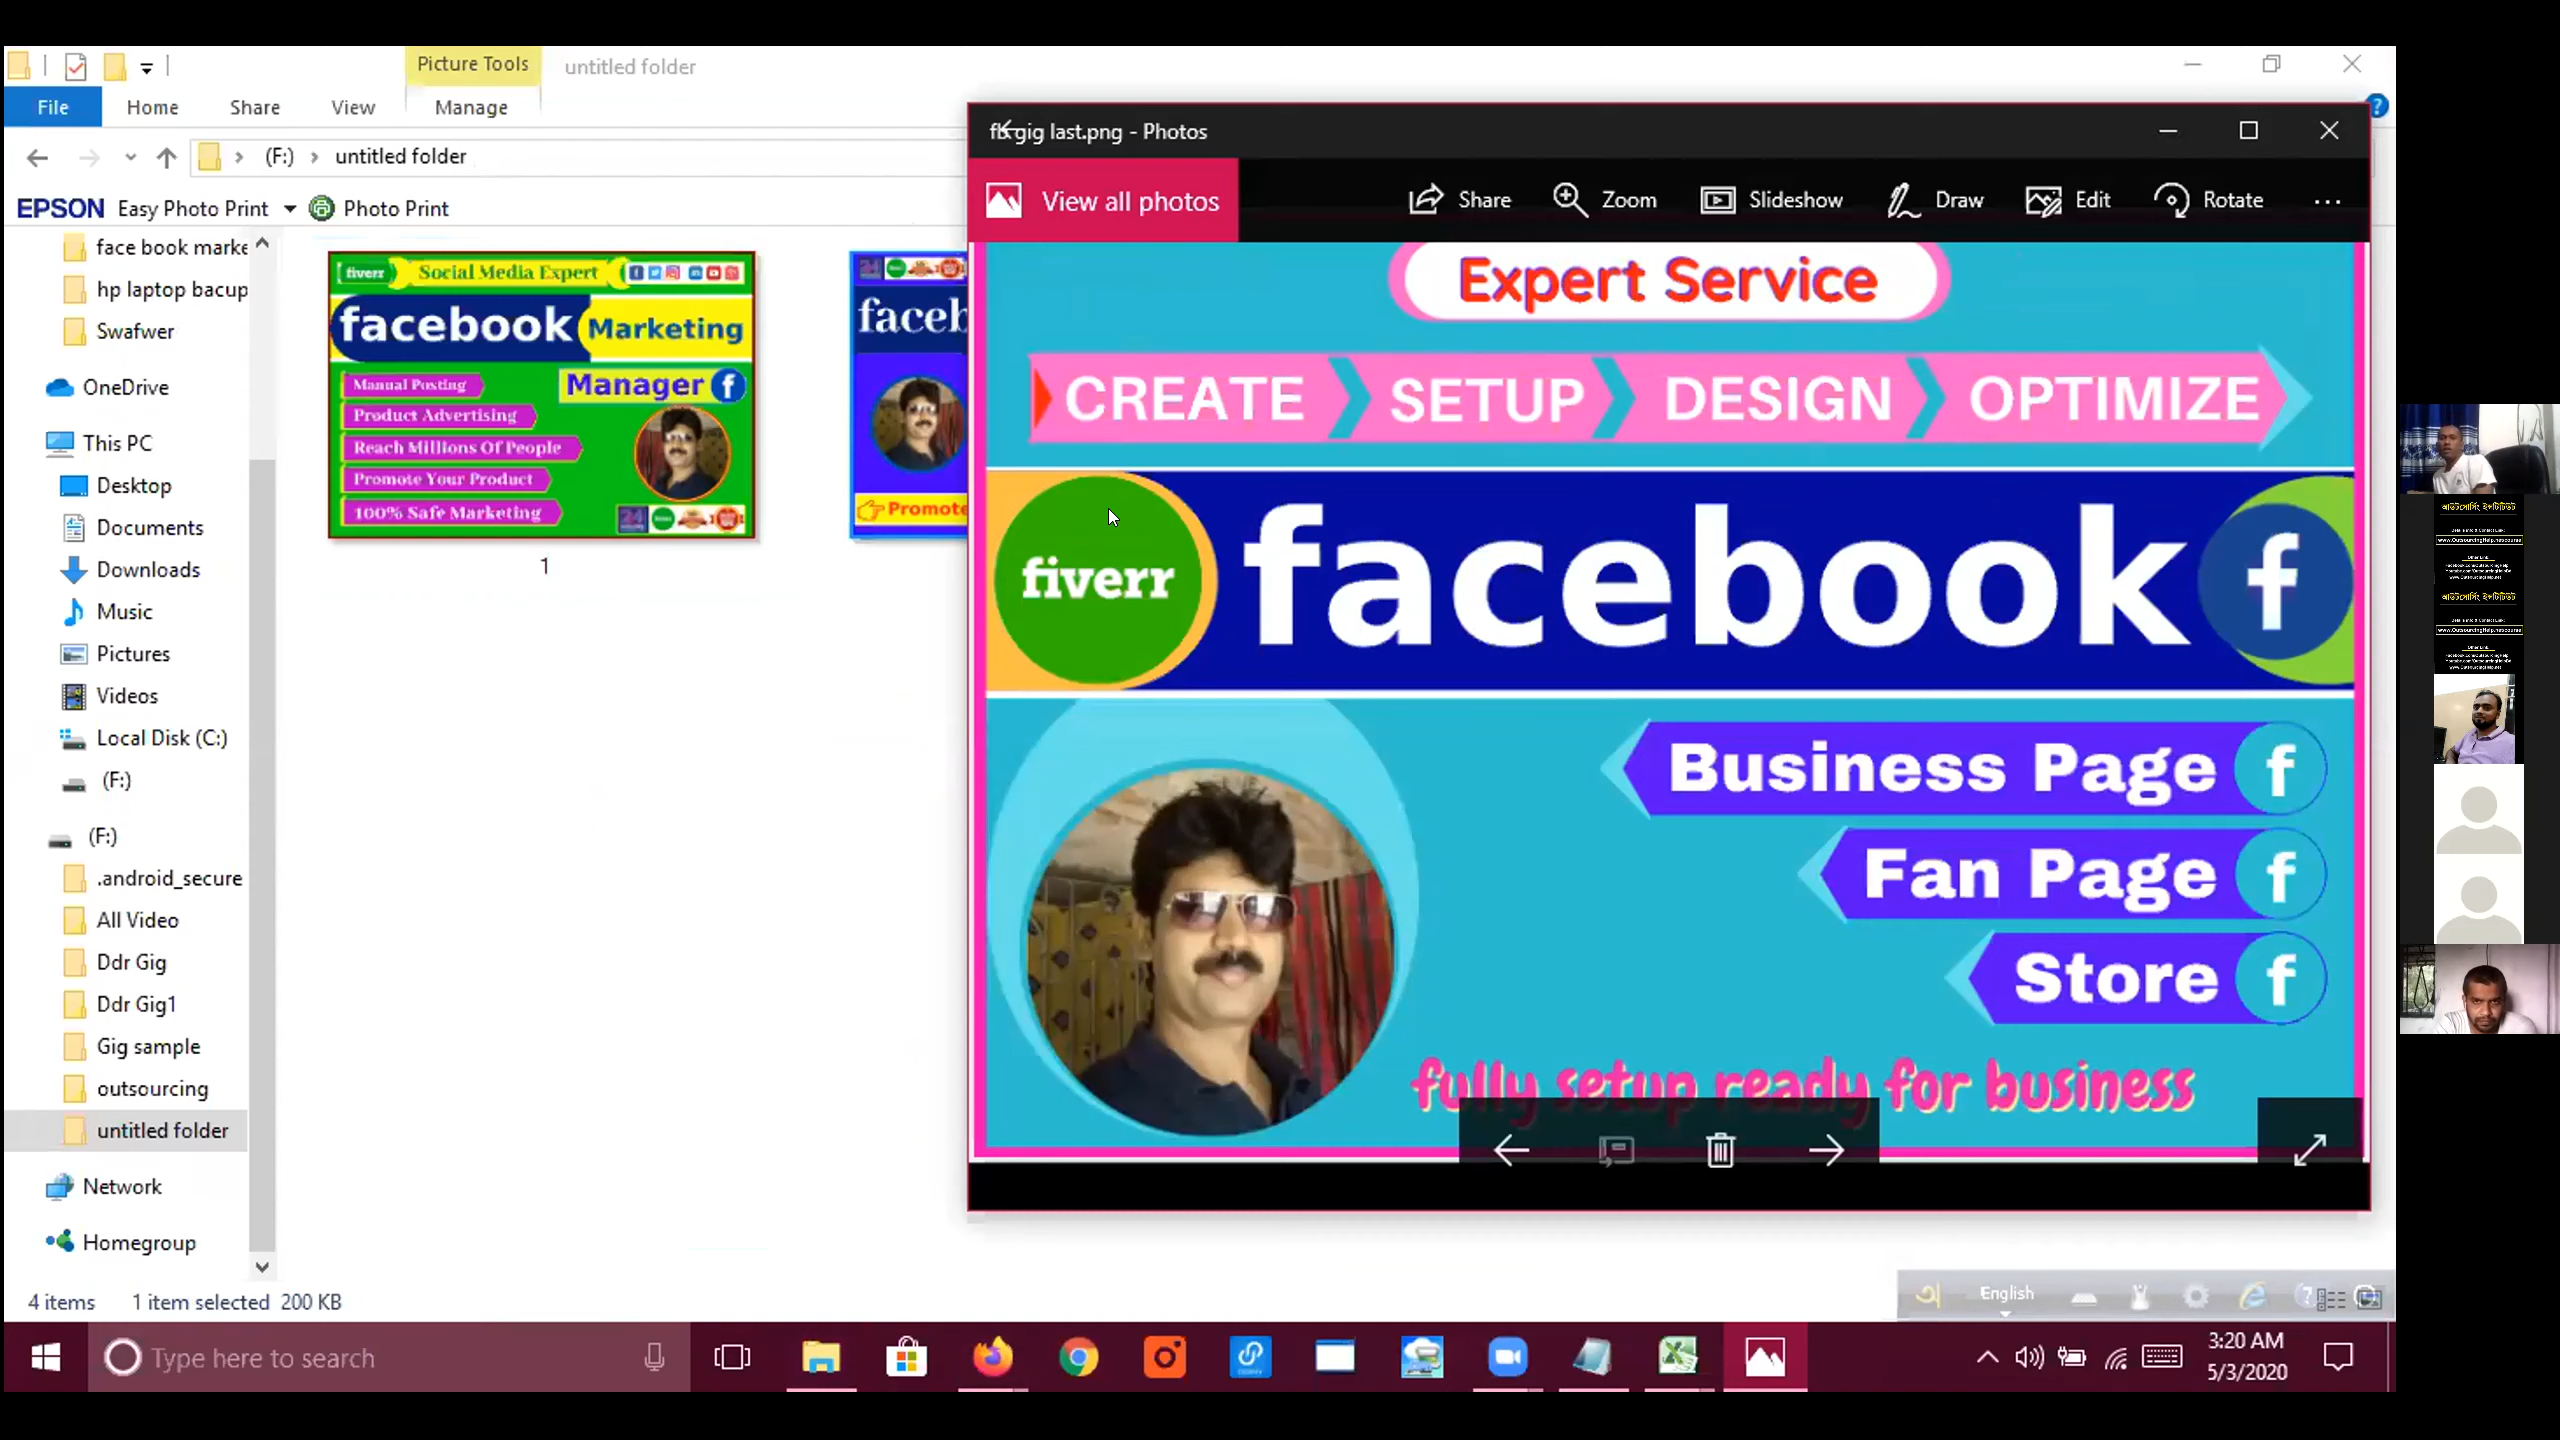 Picture Tools
untitled folder
File
Home
Share
View
Manage
(F:)
untitled folder
EPSON
Easy Photo Print
Photo Print
face book marke
hp laptop bacup
Swafwer
OneDrive
This PC
Desktop
Documents
Downloads
Music
Pictures
Videos
Local Disk (C:)
(F:)
(F:)
.android_secure
All Video
Ddr Gig
Ddr Gig1
Gig sample
outsourcing
untitled folder
Network
Homegroup
4 items
1 item selected 200 KB
fiverr
Social Media Expert
facebook Marketing
Manager
Manual Posting
Product Advertising
Reach Millions Of People
Promote Your Product
100% Safe Marketing
24
1
faceb
Promote
gig last.png - Photos
View all photos
Share
Zoom
Slideshow
Draw
Edit
Rotate
Expert Service
CREATE
SETUP
DESIGN
OPTIMIZE
fiverr
facebook
f
Business Page f
Fan Page f
Store f
fully setup ready for business
অ
English
Type here to search
3:20 AM
5/3/2020